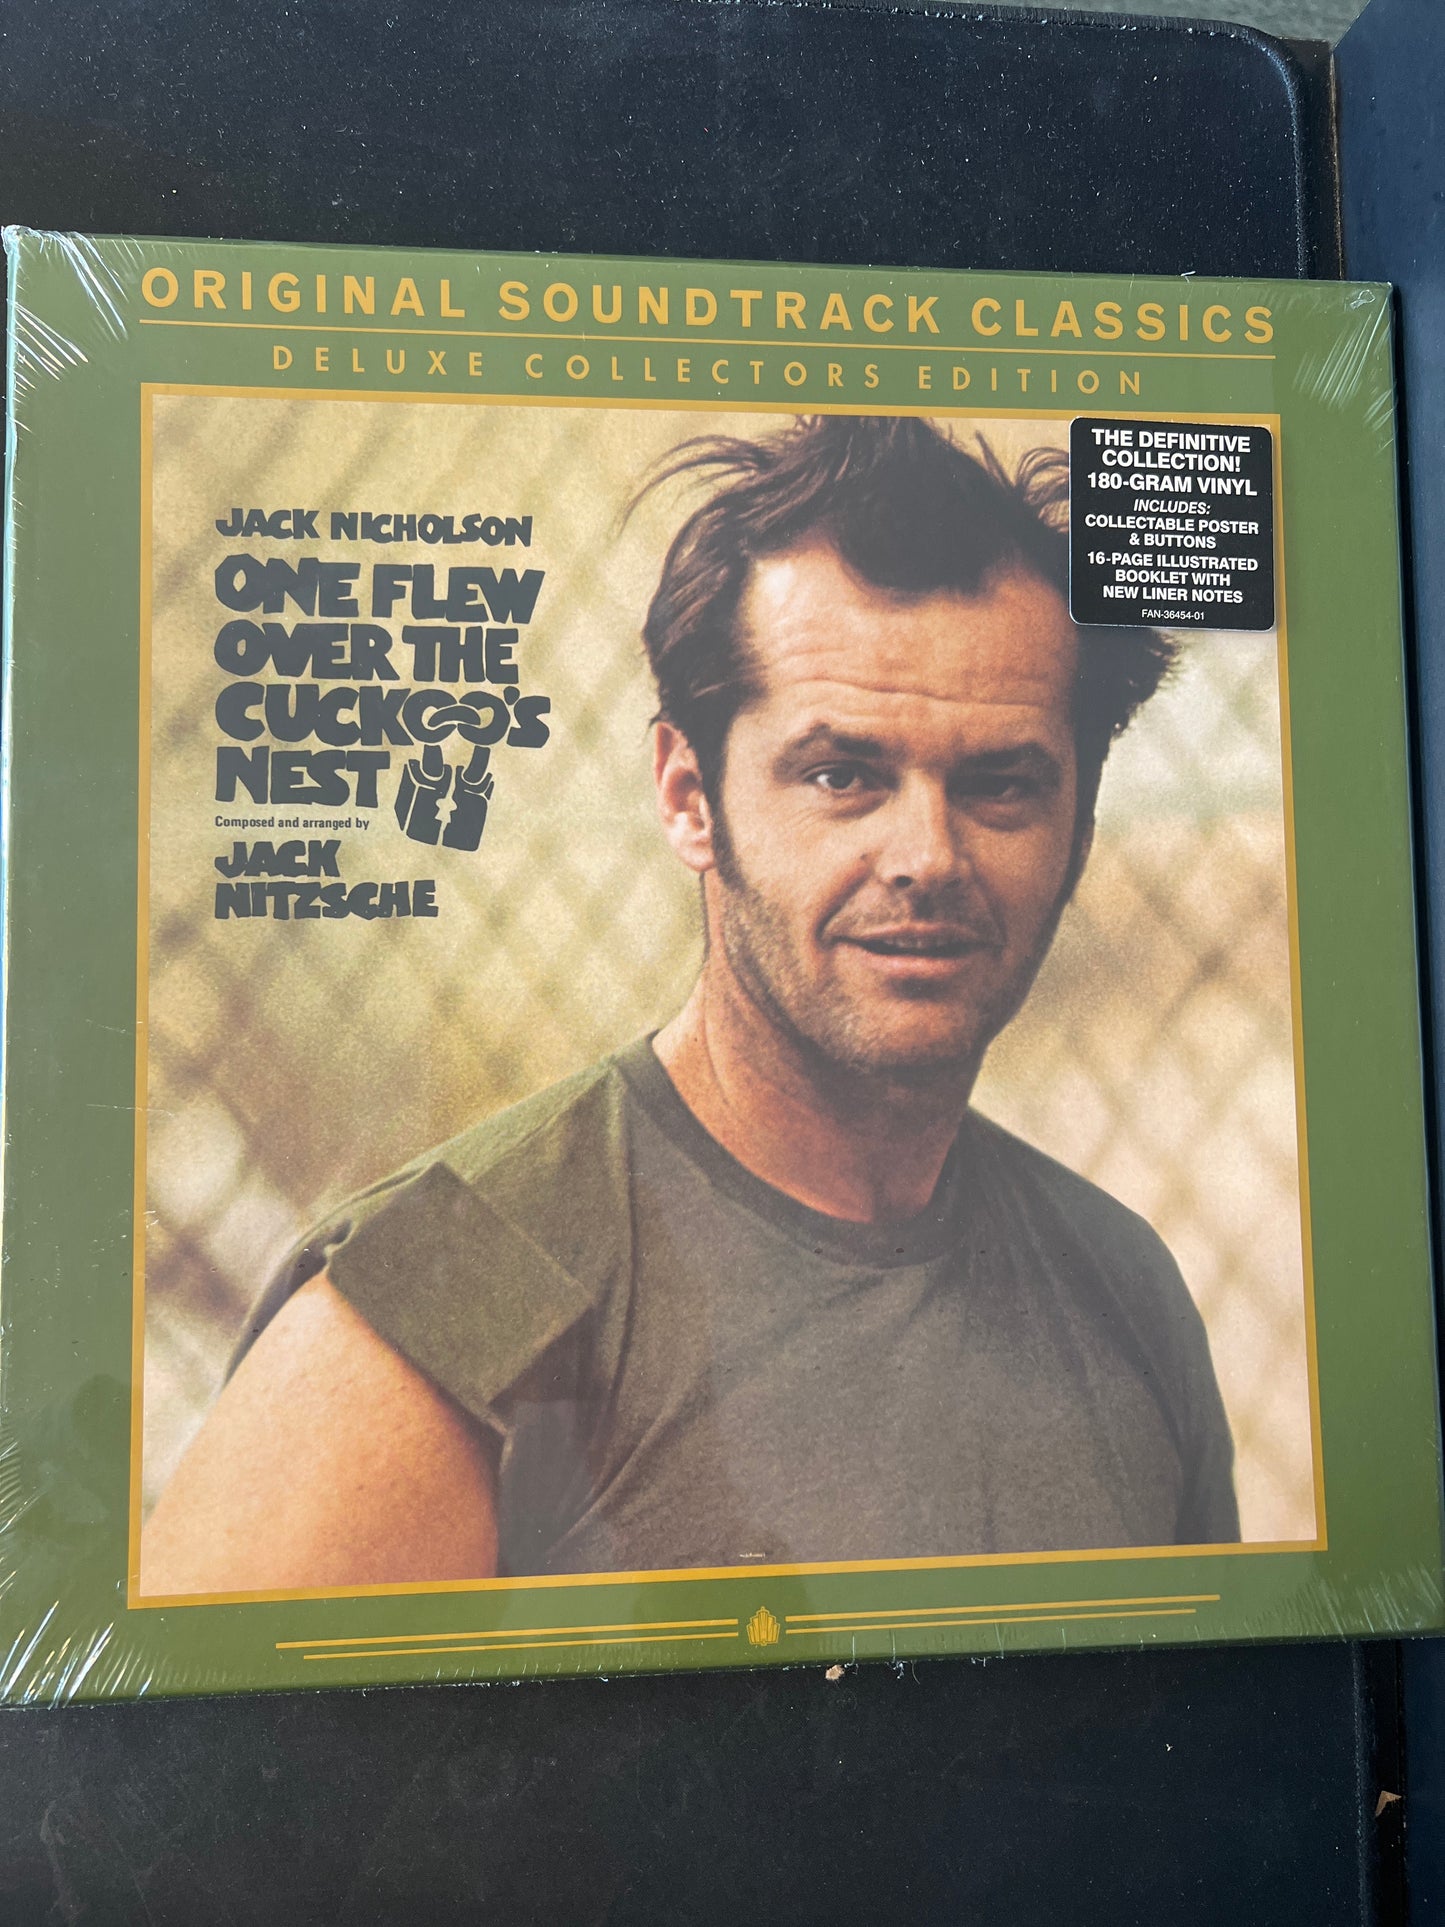 ORIGINAL SOUNDTRACK CLASSICS
DELUXE COLLECTORS EDITION
JACK NICHOLSON
ONE FLEW
OVER THE
CUCKOO'S
NEST
Composed and arranged by
JACK
NITZSCHE
THE DEFINITIVE
COLLECTION!
180-GRAM VINYL
INCLUDES:
COLLECTABLE POSTER
& BUTTONS
16-PAGE ILLUSTRATED
BOOKLET WITH
NEW LINER NOTES
FAN-36454-01